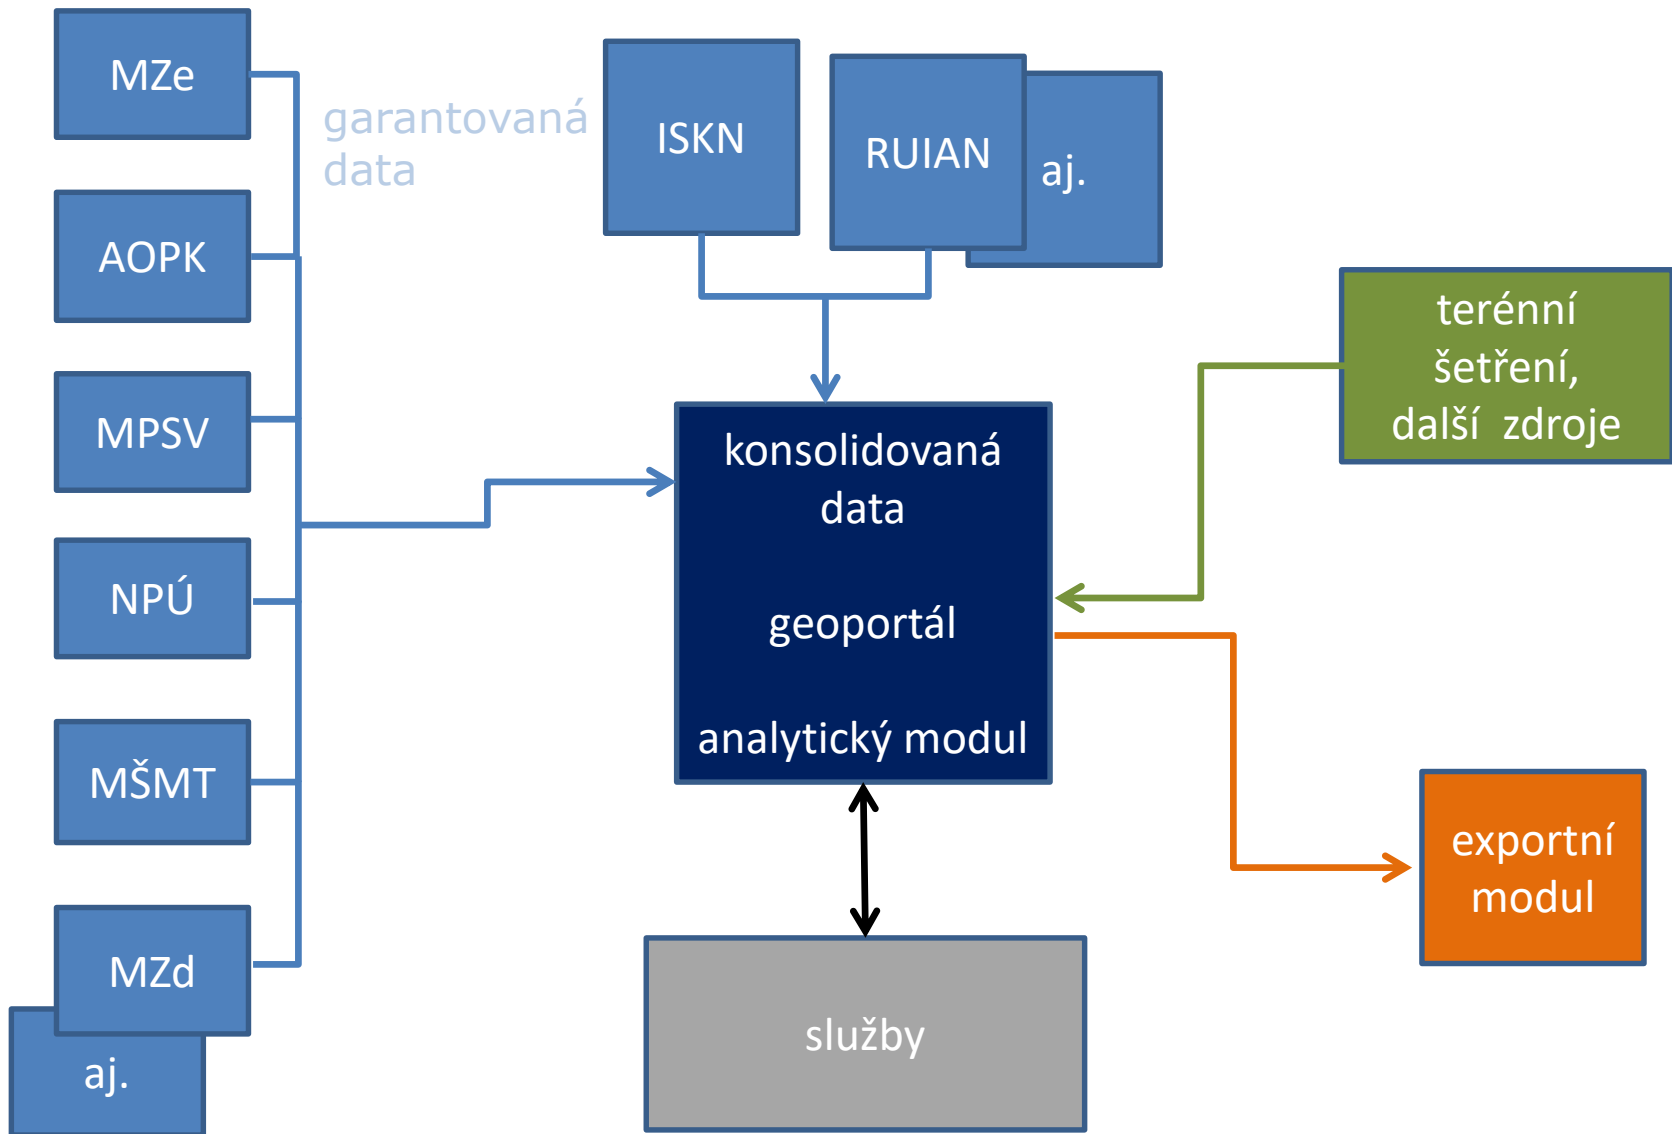 MZe
AOPK
MPSV
NPÚ
MŠMT
MZd
aj.
garantovaná
data
ISKN
RUIAN
aj.
konsolidovaná
data
geoportál
analytický modul
služby
terénní
šetření,
další  zdroje
exportní
modul